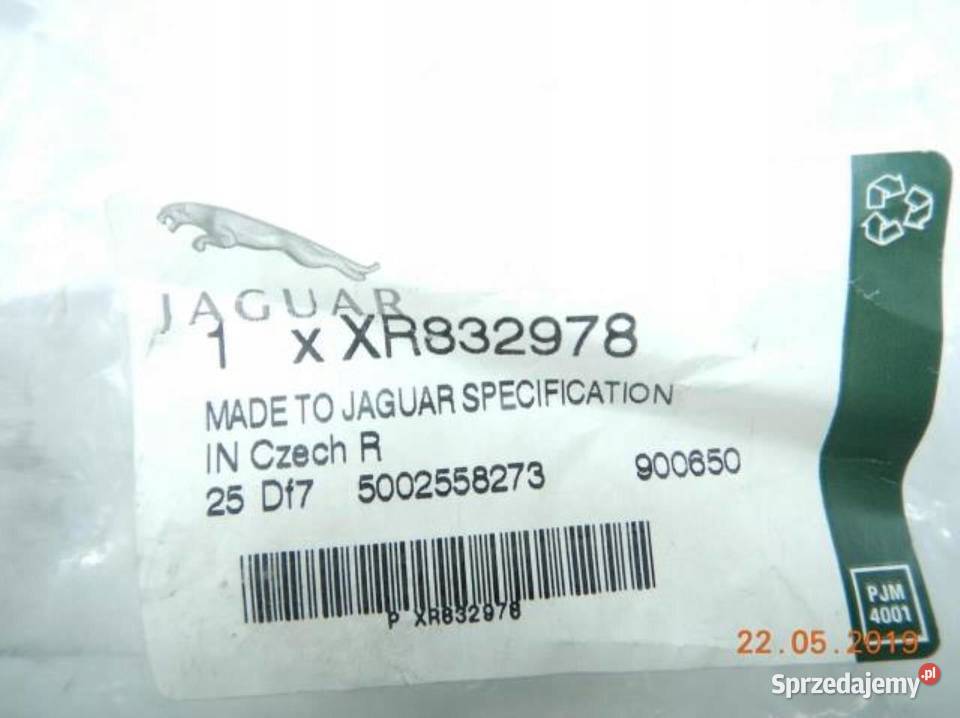 JAGUAR
1 x XR832978
MADE TO JAGUAR SPECIFICATION
IN Czech R
25 Df7 5002558273 900650
P XR832978
PJM
4001
22.05.2019
Sprzedajemy.pl